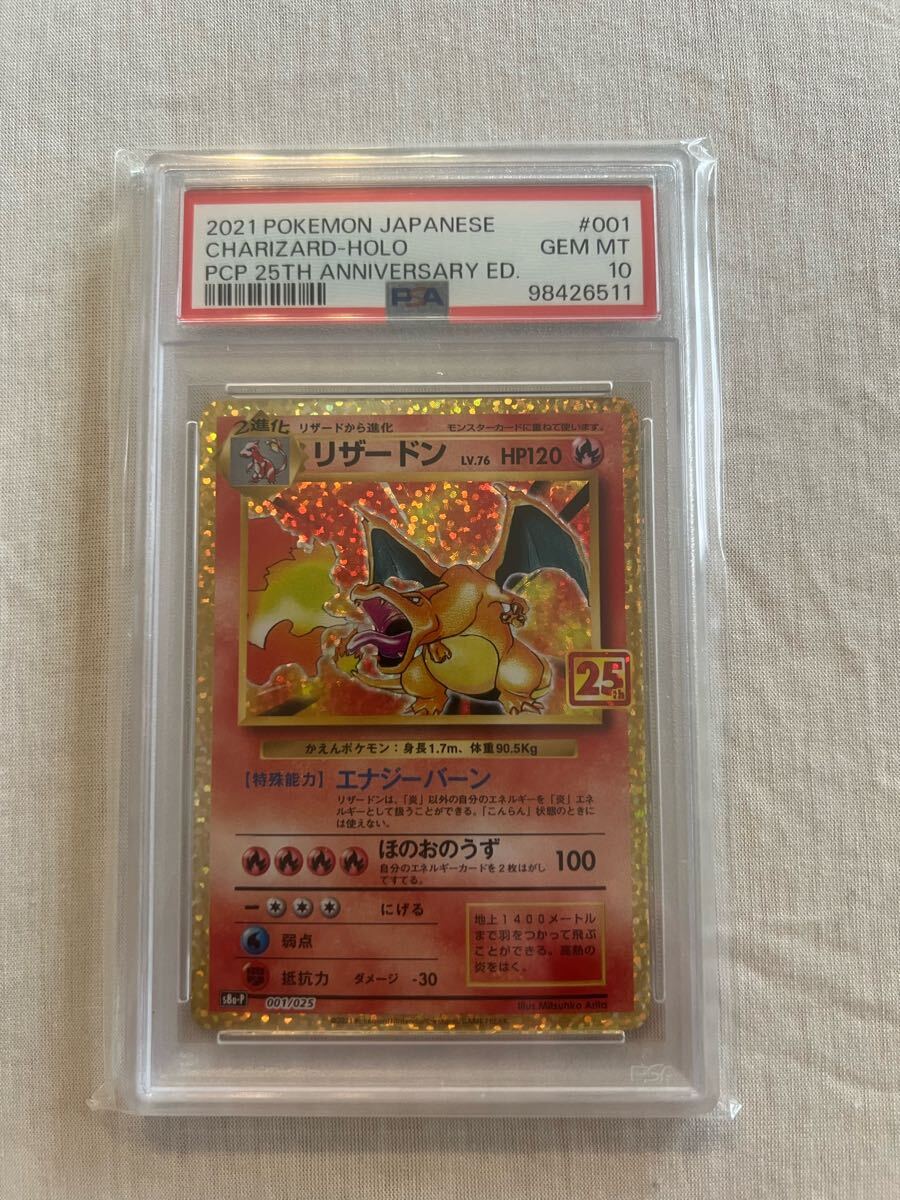 2021 POKEMON JAPANESE #001
CHARIZARD-HOLO GEM MT
PCP 25TH ANNIVERSARY ED. 10
PSA 98426511
2進化 リザードから進化 モンスターカードに重ねて使います。
リザードン LV.76 HP120
25th
かえんポケモン：身長1.7m、体重90.5Kg
【特殊能力】エナジーバーン
リザードンは、「炎」以外の自分のエネルギーを「炎」エネ
ルギーとして扱うことができる。「こんらん」状態のときに
は使えない。
ほのおのうず 100
自分のエネルギーカードを2枚はがし
てすてる。
ー にげる
弱点
抵抗力 ダメージ -30
地上1400メートル
まで羽をつかって飛ぶ
ことができる。高熱の
炎をはく。
s8a-P 001/025 Illus.Mitsuhiro Arita
PSA